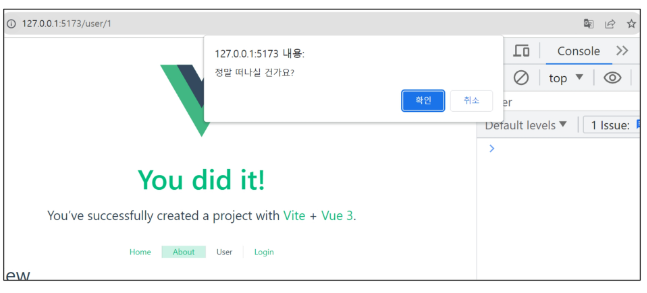 127.0.0.1:5173/user/1
127.0.0.1:5173 내용:
정말 떠나실 건가요?
확인 취소
Console >>
top ▼
er
Default levels ▼ 1 Issue:
>
You did it!
You've successfully created a project with Vite + Vue 3.
Home About User Login
ew